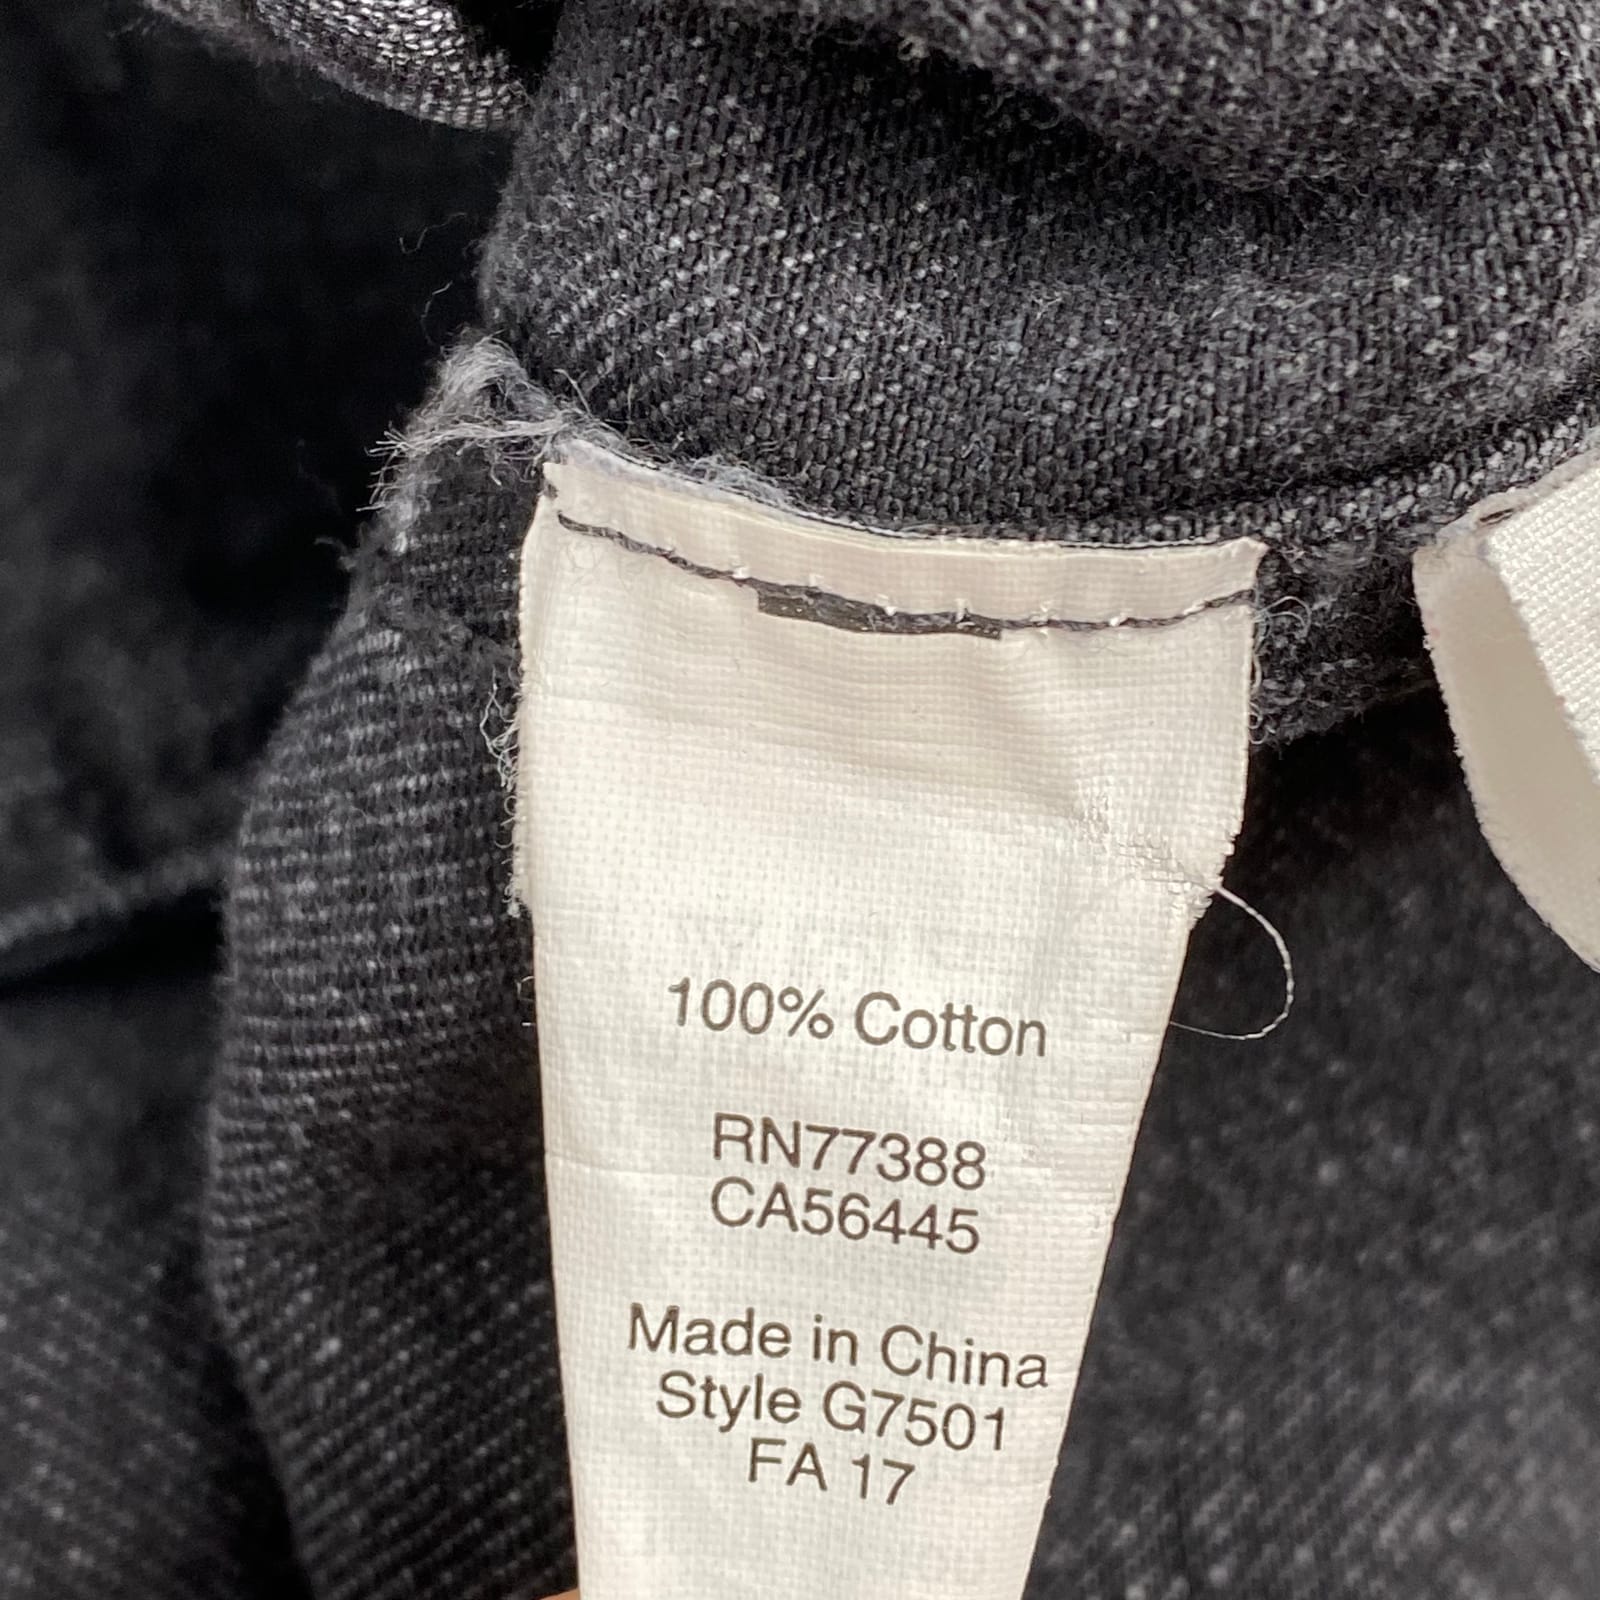 100% Cotton
RN77388
CA56445
Made in China
Style G7501
FA 17